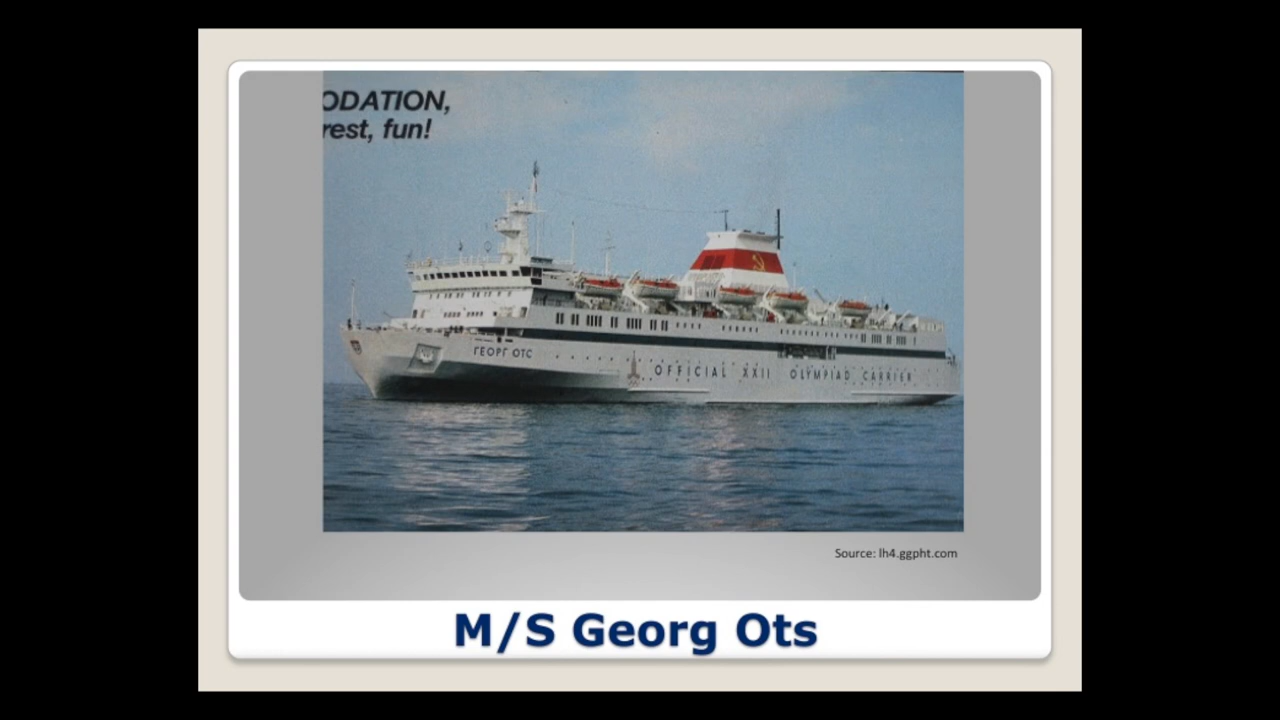 ODATION,
rest, fun!
ГЕОРГ ОТС
OFFICIAL XXII OLYMPIAD CARRIER
Source: lh4.ggpht.com
M/S Georg Ots